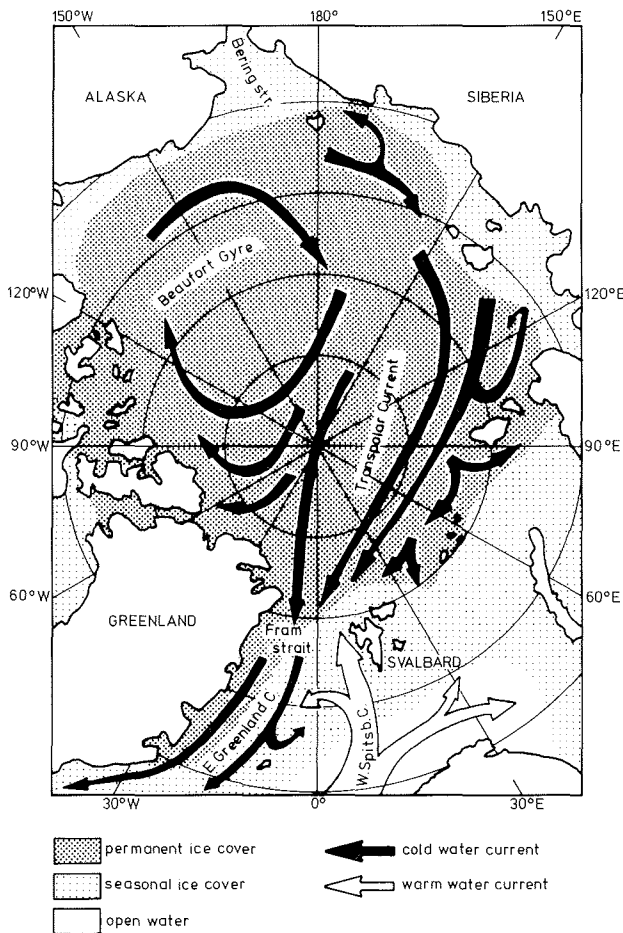 150°W
180°
150°E
Bering str.
ALASKA
SIBERIA
Beaufort Gyre
120°W
120°E
Transpolar Current
90°W
90°E
60°W
60°E
GREENLAND
Fram
strait
SVALBARD
E. Greenland C.
W. Spitsb. C.
30°W
0°
30°E
permanent ice cover
cold water current
seasonal ice cover
warm water current
open water